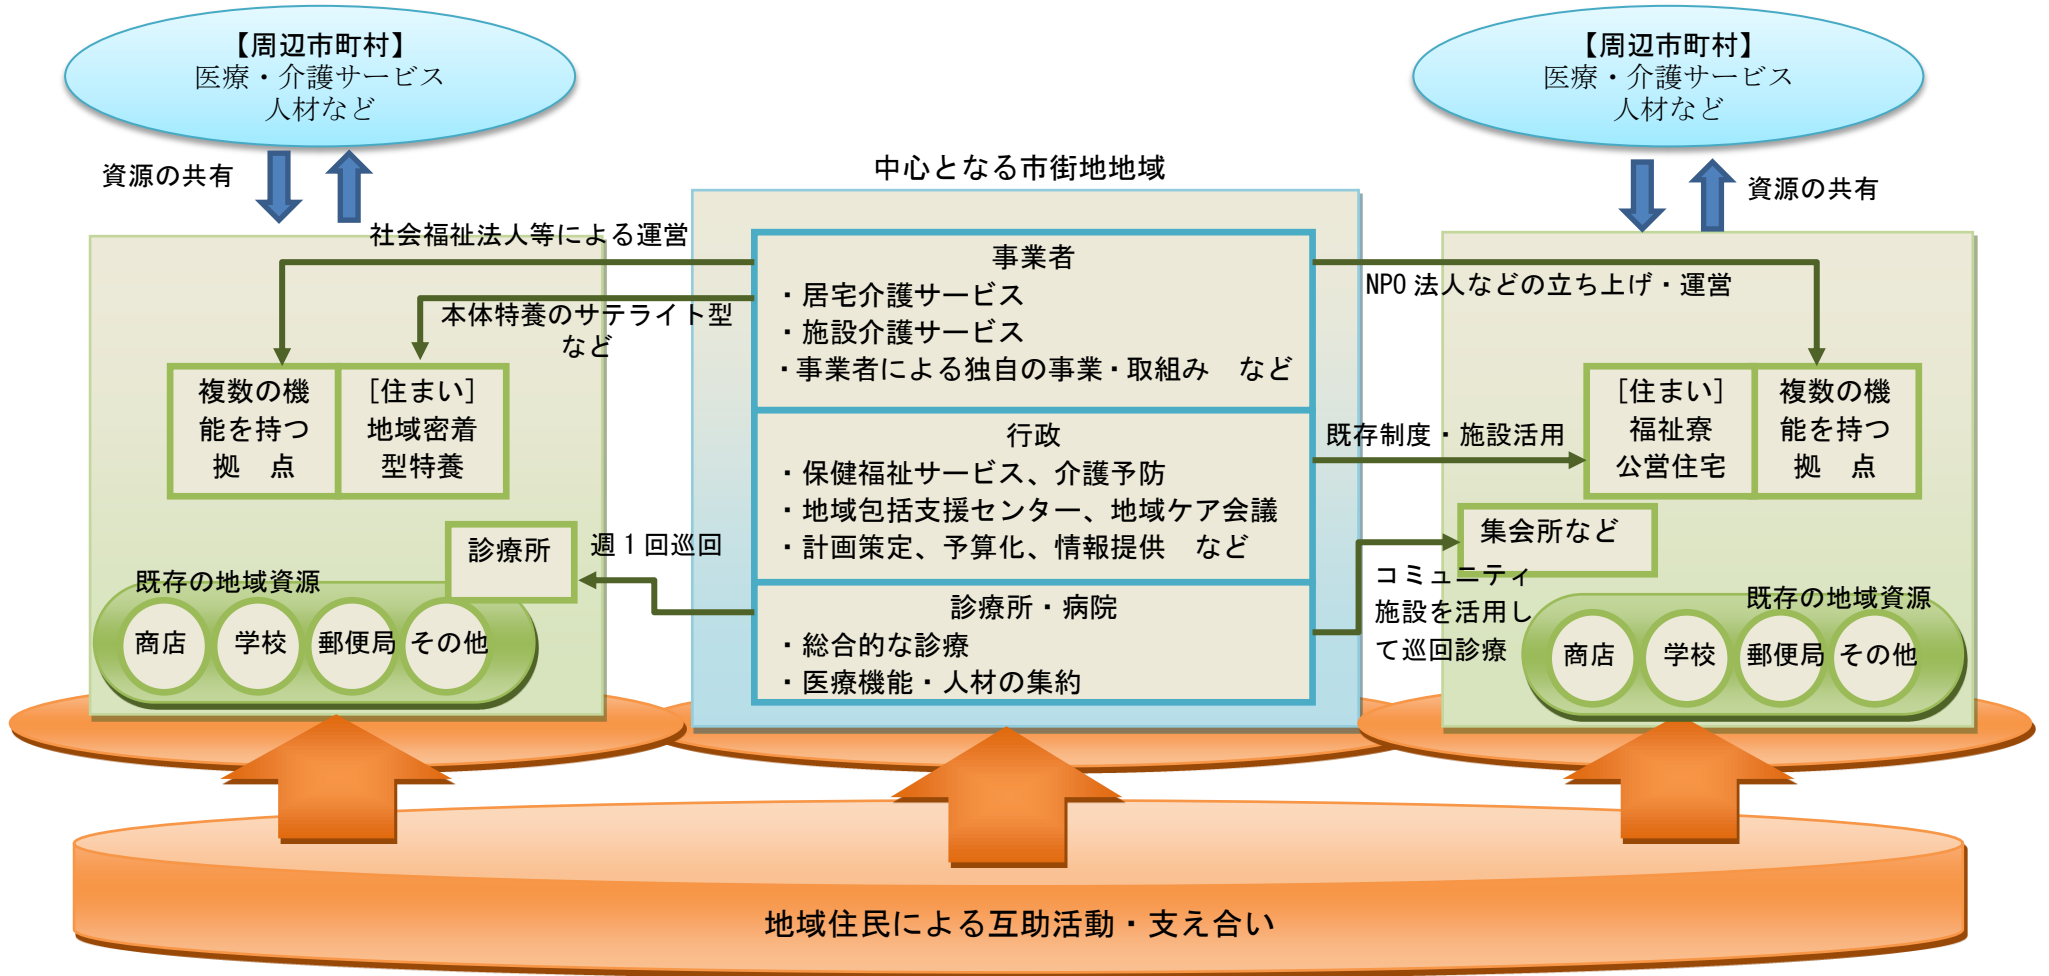 【周辺市町村】
医療・介護サービス
人材など
【周辺市町村】
医療・介護サービス
人材など
資源の共有
資源の共有
中心となる市街地地域
社会福祉法人等による運営
本体特養のサテライト型
など
複数の機
能を持つ
拠　点
［住まい］
地域密着
型特養
診療所
週１回巡回
既存の地域資源
商店
学校
郵便局
その他
事業者
・居宅介護サービス
・施設介護サービス
・事業者による独自の事業・取組み　など
行政
・保健福祉サービス、介護予防
・地域包括支援センター、地域ケア会議
・計画策定、予算化、情報提供　など
診療所・病院
・総合的な診療
・医療機能・人材の集約
NPO法人などの立ち上げ・運営
既存制度・施設活用
［住まい］
福祉寮
公営住宅
複数の機
能を持つ
拠　点
集会所など
コミュニティ
施設を活用し
て巡回診療
既存の地域資源
商店
学校
郵便局
その他
地域住民による互助活動・支え合い